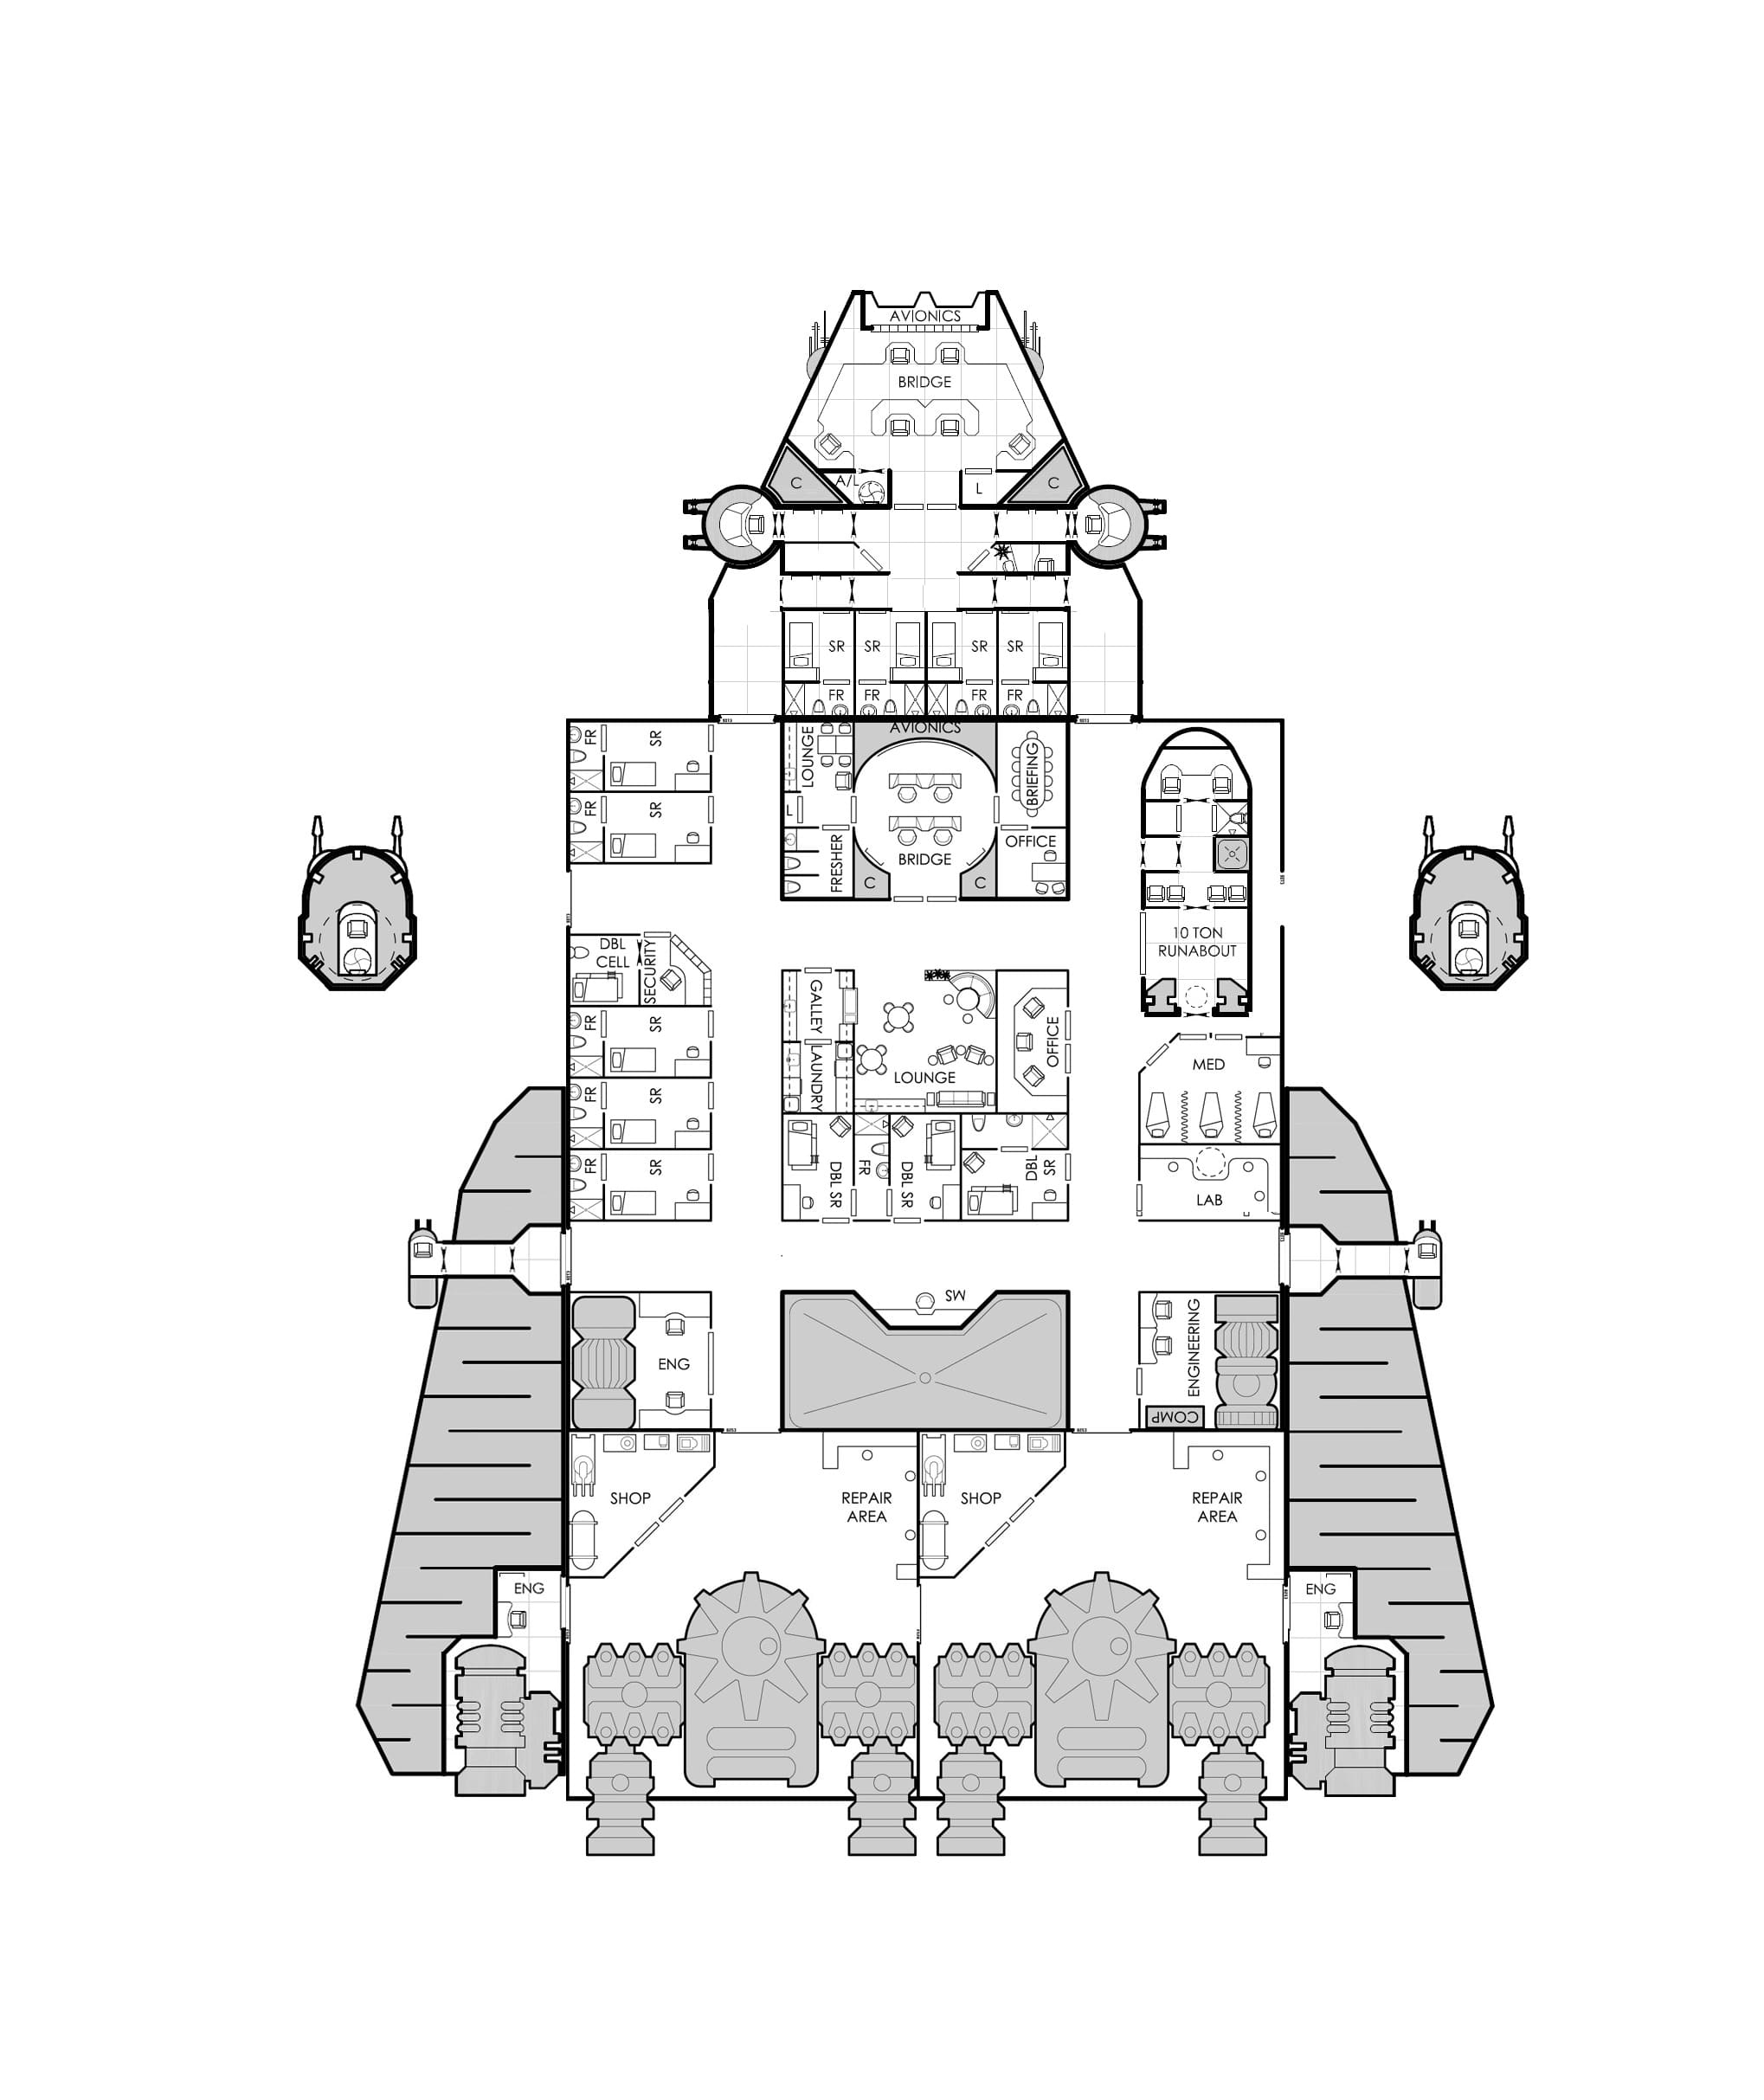 AVIONICS
BRIDGE
C
A/L
L
C
SR
SR
SR
SR
FR
FR
FR
FR
FR
SR
LOUNGE
AVIONICS
BRIEFING
FR
SR
L
FRESHER
BRIDGE
OFFICE
C
C
10 TON
RUNABOUT
DBL
CELL
SECURITY
GALLEY
FR
SR
LAUNDRY
LOUNGE
OFFICE
MED
FR
SR
FR
SR
DBL SR
FR
DBL SR
DBL
SR
LAB
SW
ENG
ENGINEERING
COMP
SHOP
REPAIR
AREA
SHOP
REPAIR
AREA
ENG
ENG